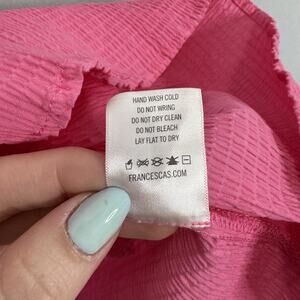 HAND WASH COLD
DO NOT WRING
DO NOT DRY CLEAN
DO NOT BLEACH
LAY FLAT TO DRY
FRANCESCAS.COM